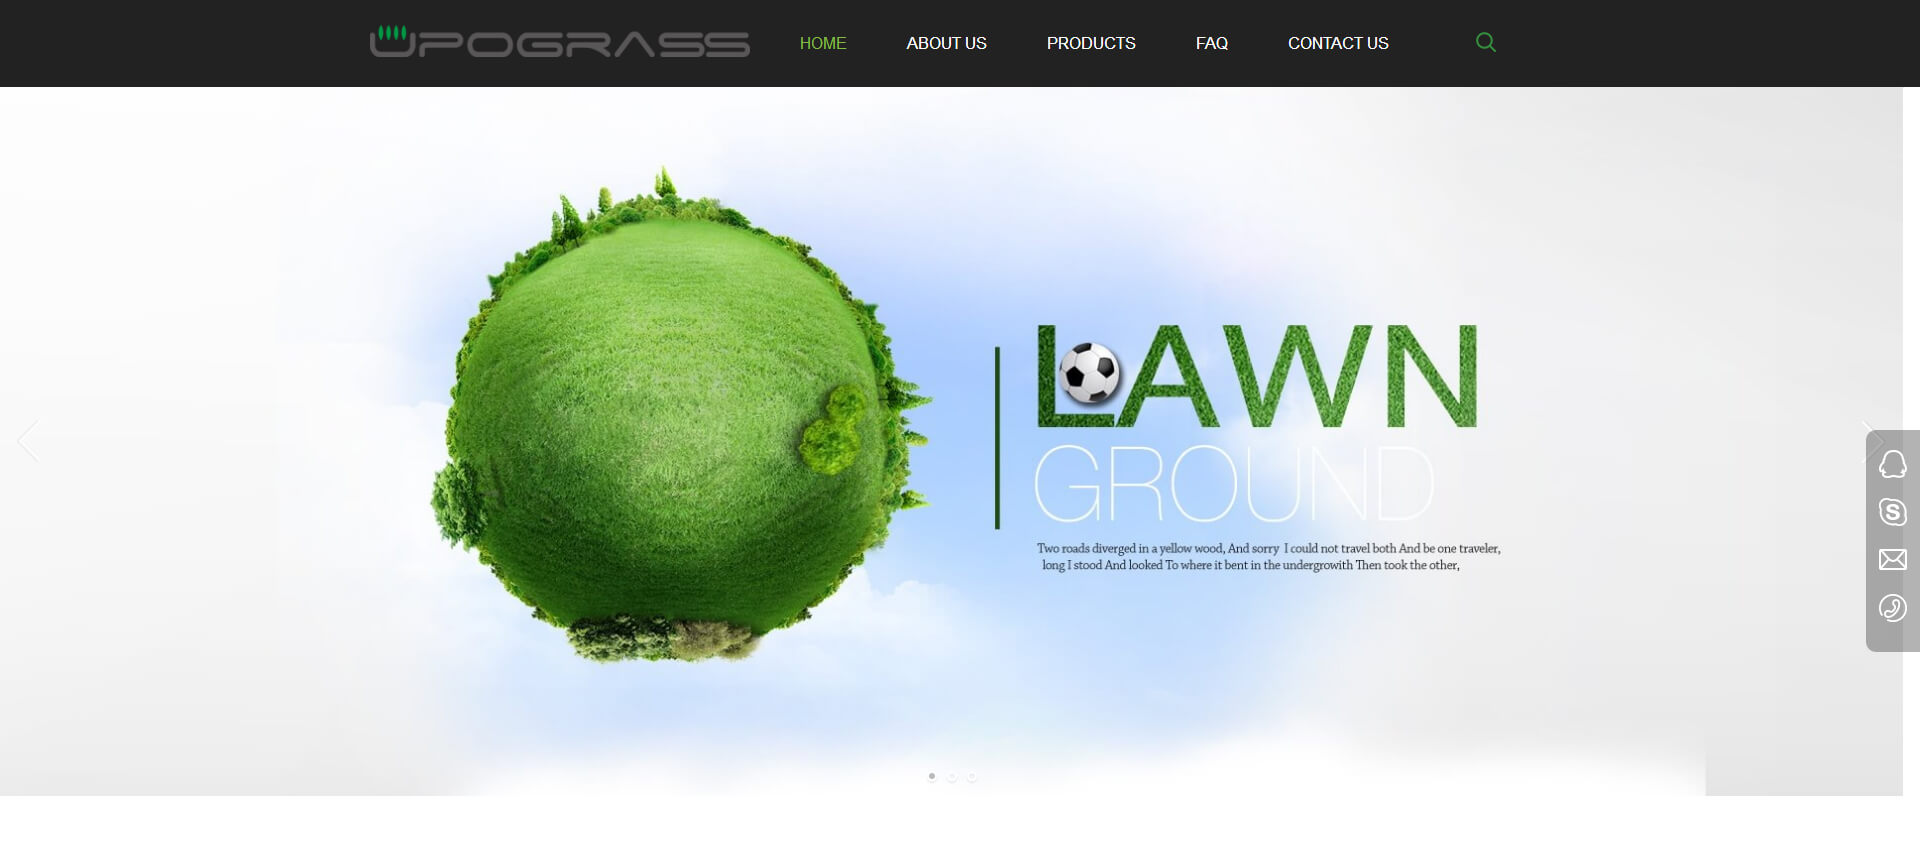 UPOGRASS
HOME ABOUT US PRODUCTS FAQ CONTACT US
LAWN
GROUND
Two roads diverged in a yellow wood, And sorry I could not travel both And be one traveler,
long I stood And looked To where it bent in the undergrowith Then took the other,